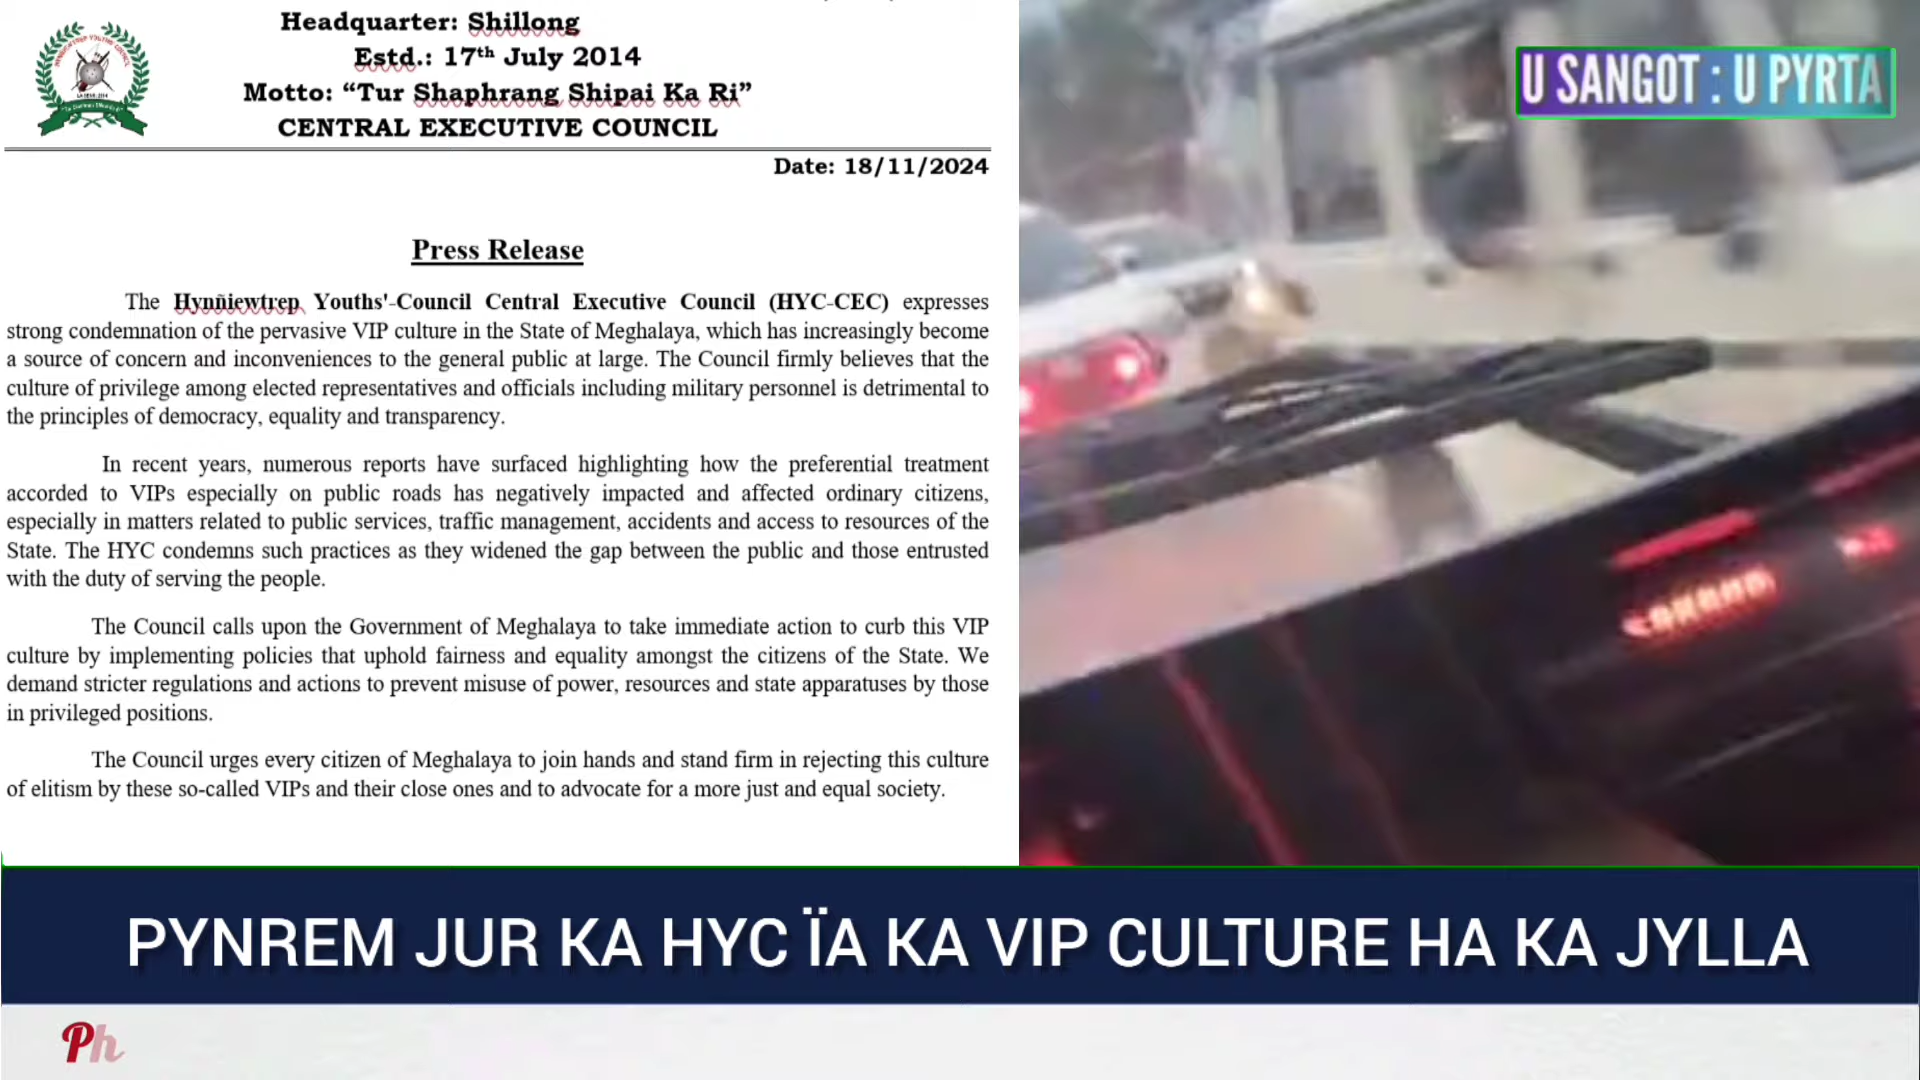 Headquarter: Shillong
Estd.: 17th July 2014
Motto: “Tur Shaphrang Shipai Ka Ri”
CENTRAL EXECUTIVE COUNCIL
Date: 18/11/2024
Press Release
The Hynñiewtrep Youths'-Council Central Executive Council (HYC-CEC) expresses
strong condemnation of the pervasive VIP culture in the State of Meghalaya, which has increasingly become
a source of concern and inconveniences to the general public at large. The Council firmly believes that the
culture of privilege among elected representatives and officials including military personnel is detrimental to
the principles of democracy, equality and transparency.
In recent years, numerous reports have surfaced highlighting how the preferential treatment
accorded to VIPs especially on public roads has negatively impacted and affected ordinary citizens,
especially in matters related to public services, traffic management, accidents and access to resources of the
State. The HYC condemns such practices as they widened the gap between the public and those entrusted
with the duty of serving the people.
The Council calls upon the Government of Meghalaya to take immediate action to curb this VIP
culture by implementing policies that uphold fairness and equality amongst the citizens of the State. We
demand stricter regulations and actions to prevent misuse of power, resources and state apparatuses by those
in privileged positions.
The Council urges every citizen of Meghalaya to join hands and stand firm in rejecting this culture
of elitism by these so-called VIPs and their close ones and to advocate for a more just and equal society.
U SANGOT : U PYRTA
PYNREM JUR KA HYC ÏA KA VIP CULTURE HA KA JYLLA
Ph